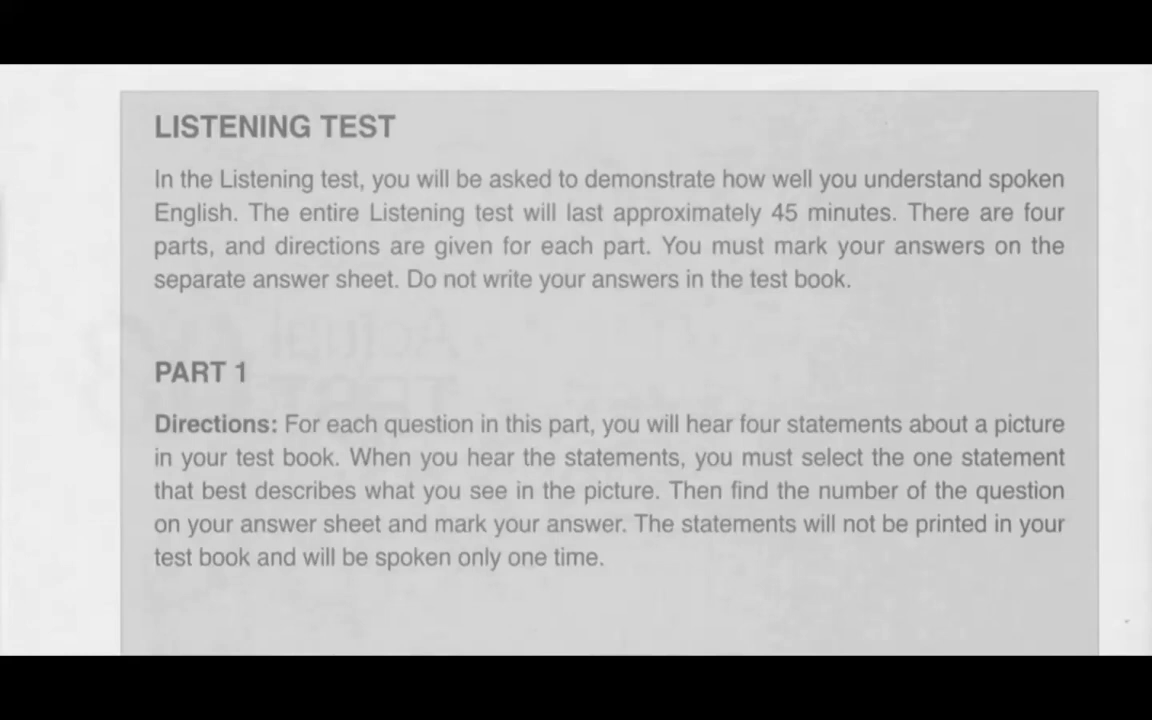 LISTENING TEST
In the Listening test, you will be asked to demonstrate how well you understand spoken
English. The entire Listening test will last approximately 45 minutes. There are four
parts, and directions are given for each part. You must mark your answers on the
separate answer sheet. Do not write your answers in the test book.
PART 1
Directions: For each question in this part, you will hear four statements about a picture
in your test book. When you hear the statements, you must select the one statement
that best describes what you see in the picture. Then find the number of the question
on your answer sheet and mark your answer. The statements will not be printed in your
test book and will be spoken only one time.